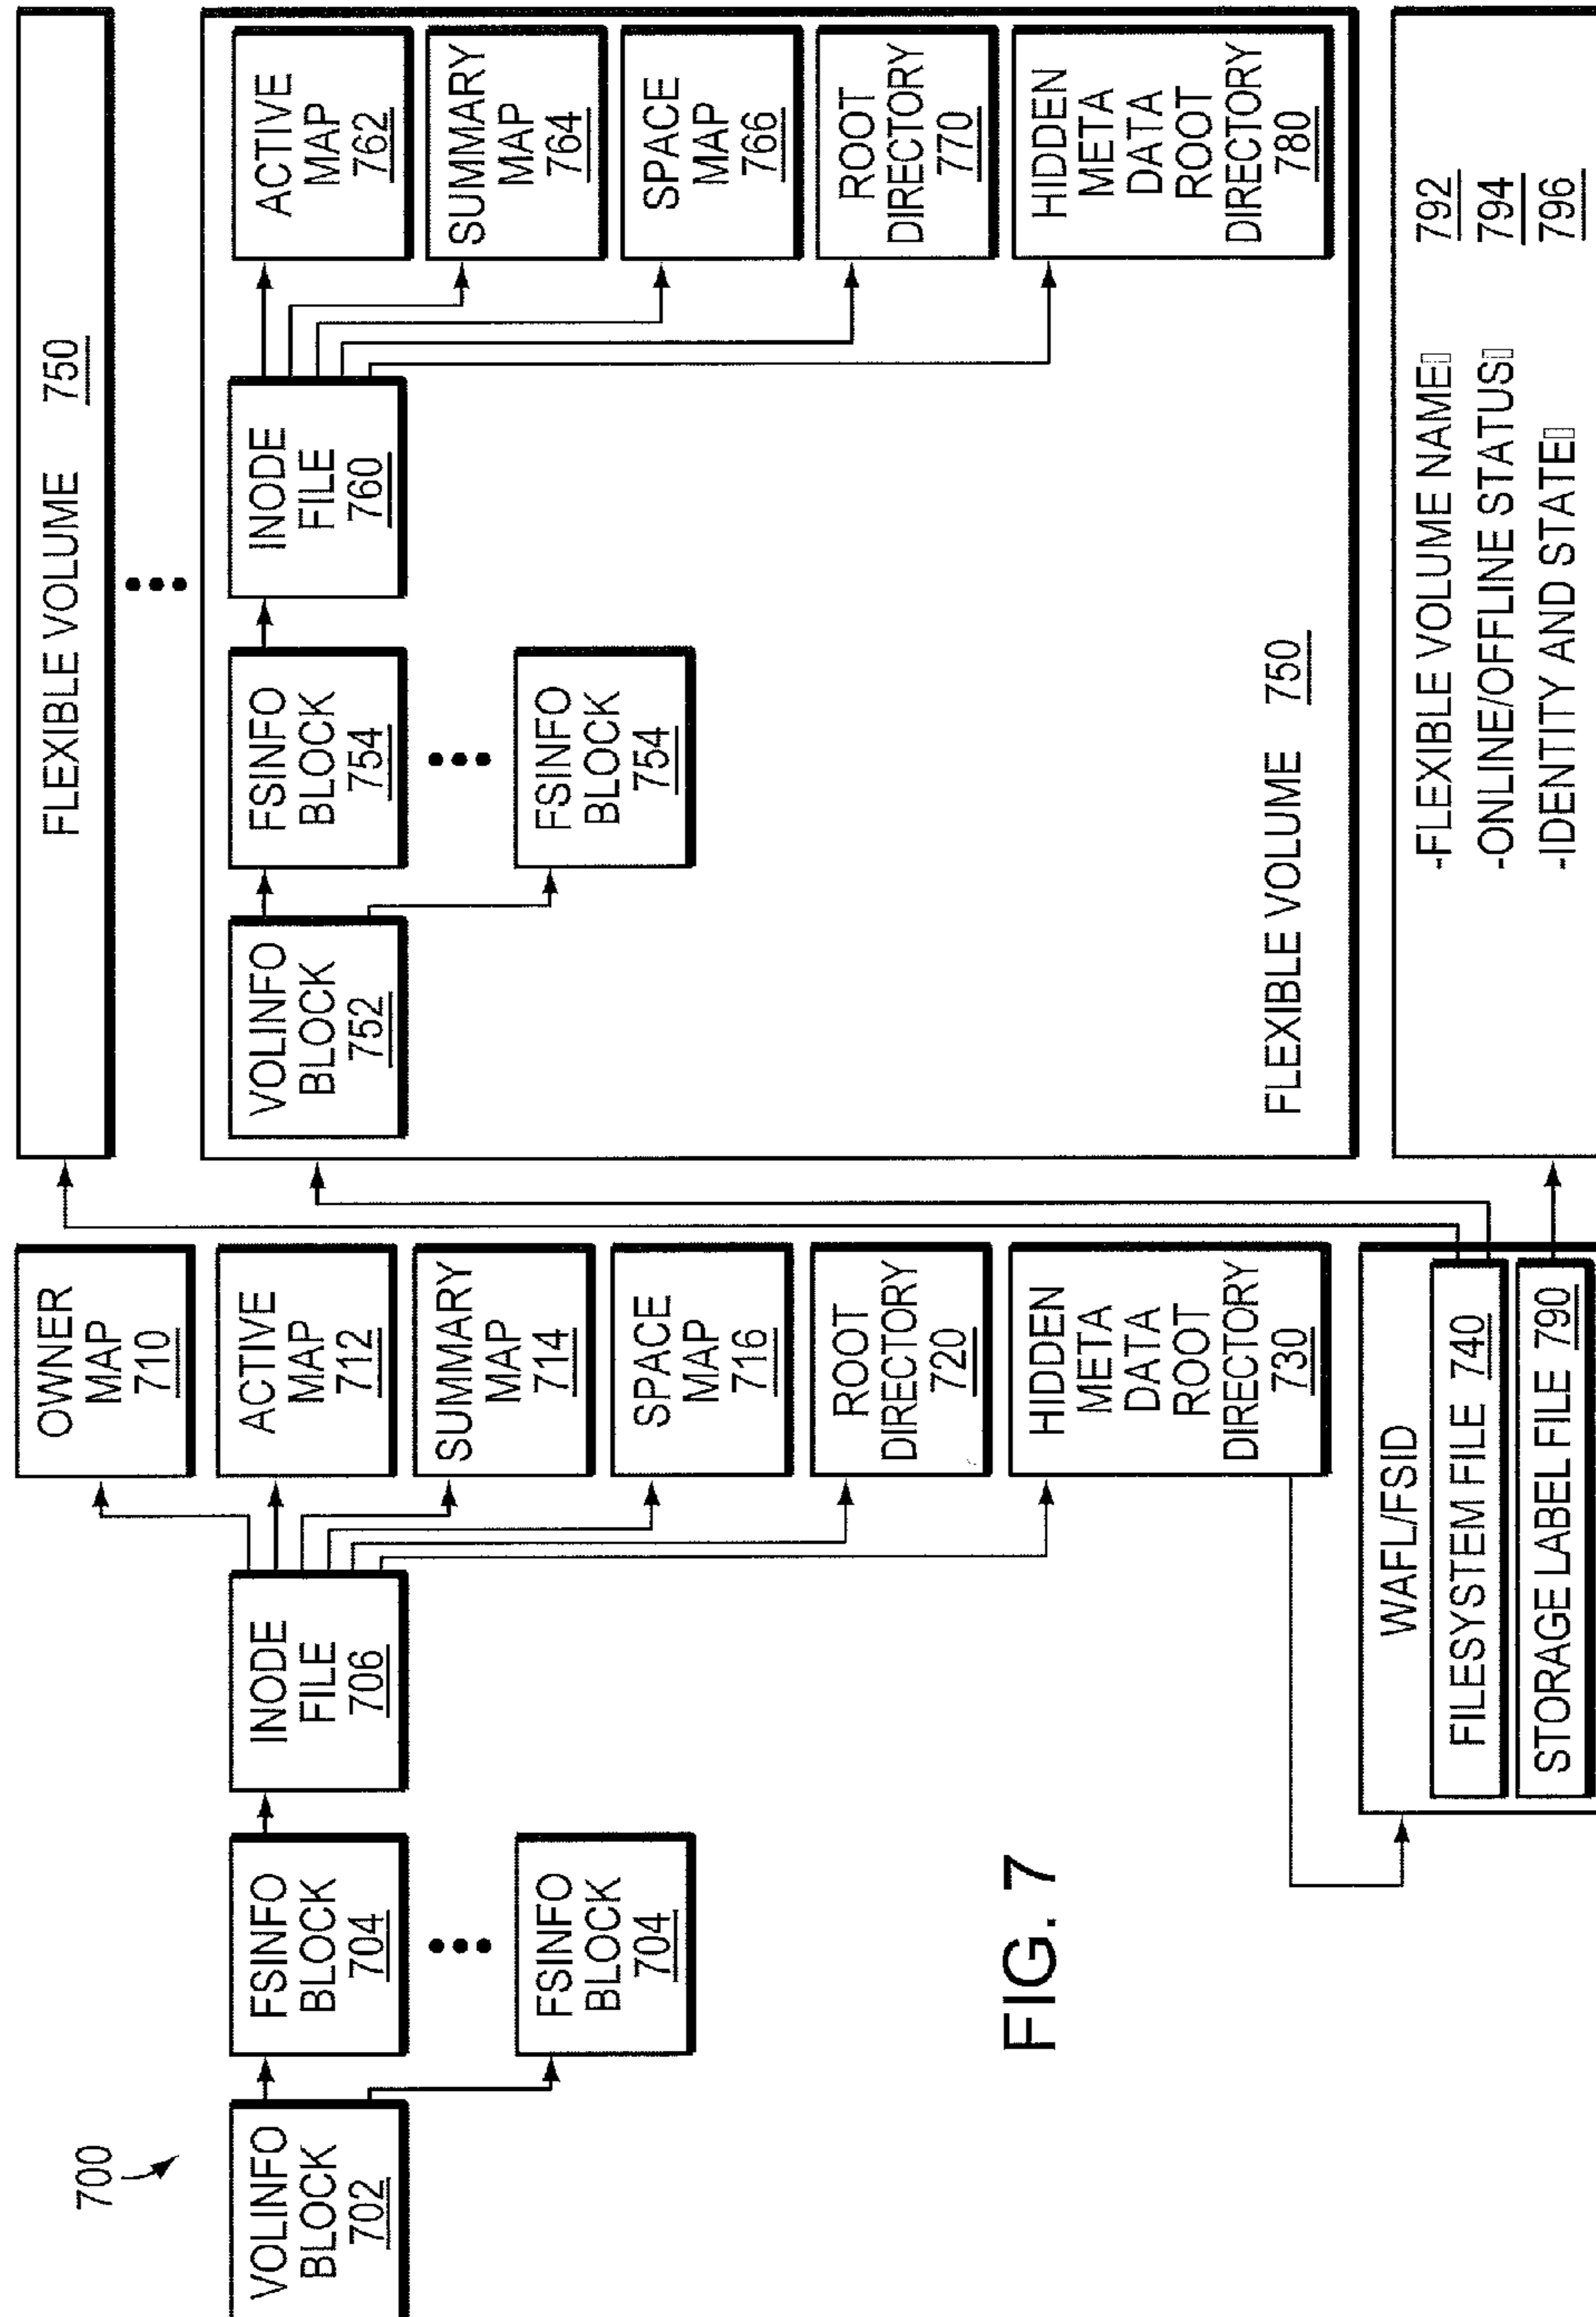 700
VOLINFO
BLOCK
702
FSINFO
BLOCK
704
FSINFO
BLOCK
704
INODE
FILE
706
OWNER
MAP
710
ACTIVE
MAP
712
SUMMARY
MAP
714
SPACE
MAP
716
ROOT
DIRECTORY
720
HIDDEN
META
DATA
ROOT
DIRECTORY
730
WAFL/FSID
FILESYSTEM FILE 740
STORAGE LABEL FILE 790
FLEXIBLE VOLUME 750
VOLINFO
BLOCK
752
FSINFO
BLOCK
754
FSINFO
BLOCK
754
INODE
FILE
760
ACTIVE
MAP
762
SUMMARY
MAP
764
SPACE
MAP
766
ROOT
DIRECTORY
770
HIDDEN
META
DATA
ROOT
DIRECTORY
780
FLEXIBLE VOLUME 750
-FLEXIBLE VOLUME NAME 792
-ONLINE/OFFLINE STATUS 794
-IDENTITY AND STATE 796
FIG. 7